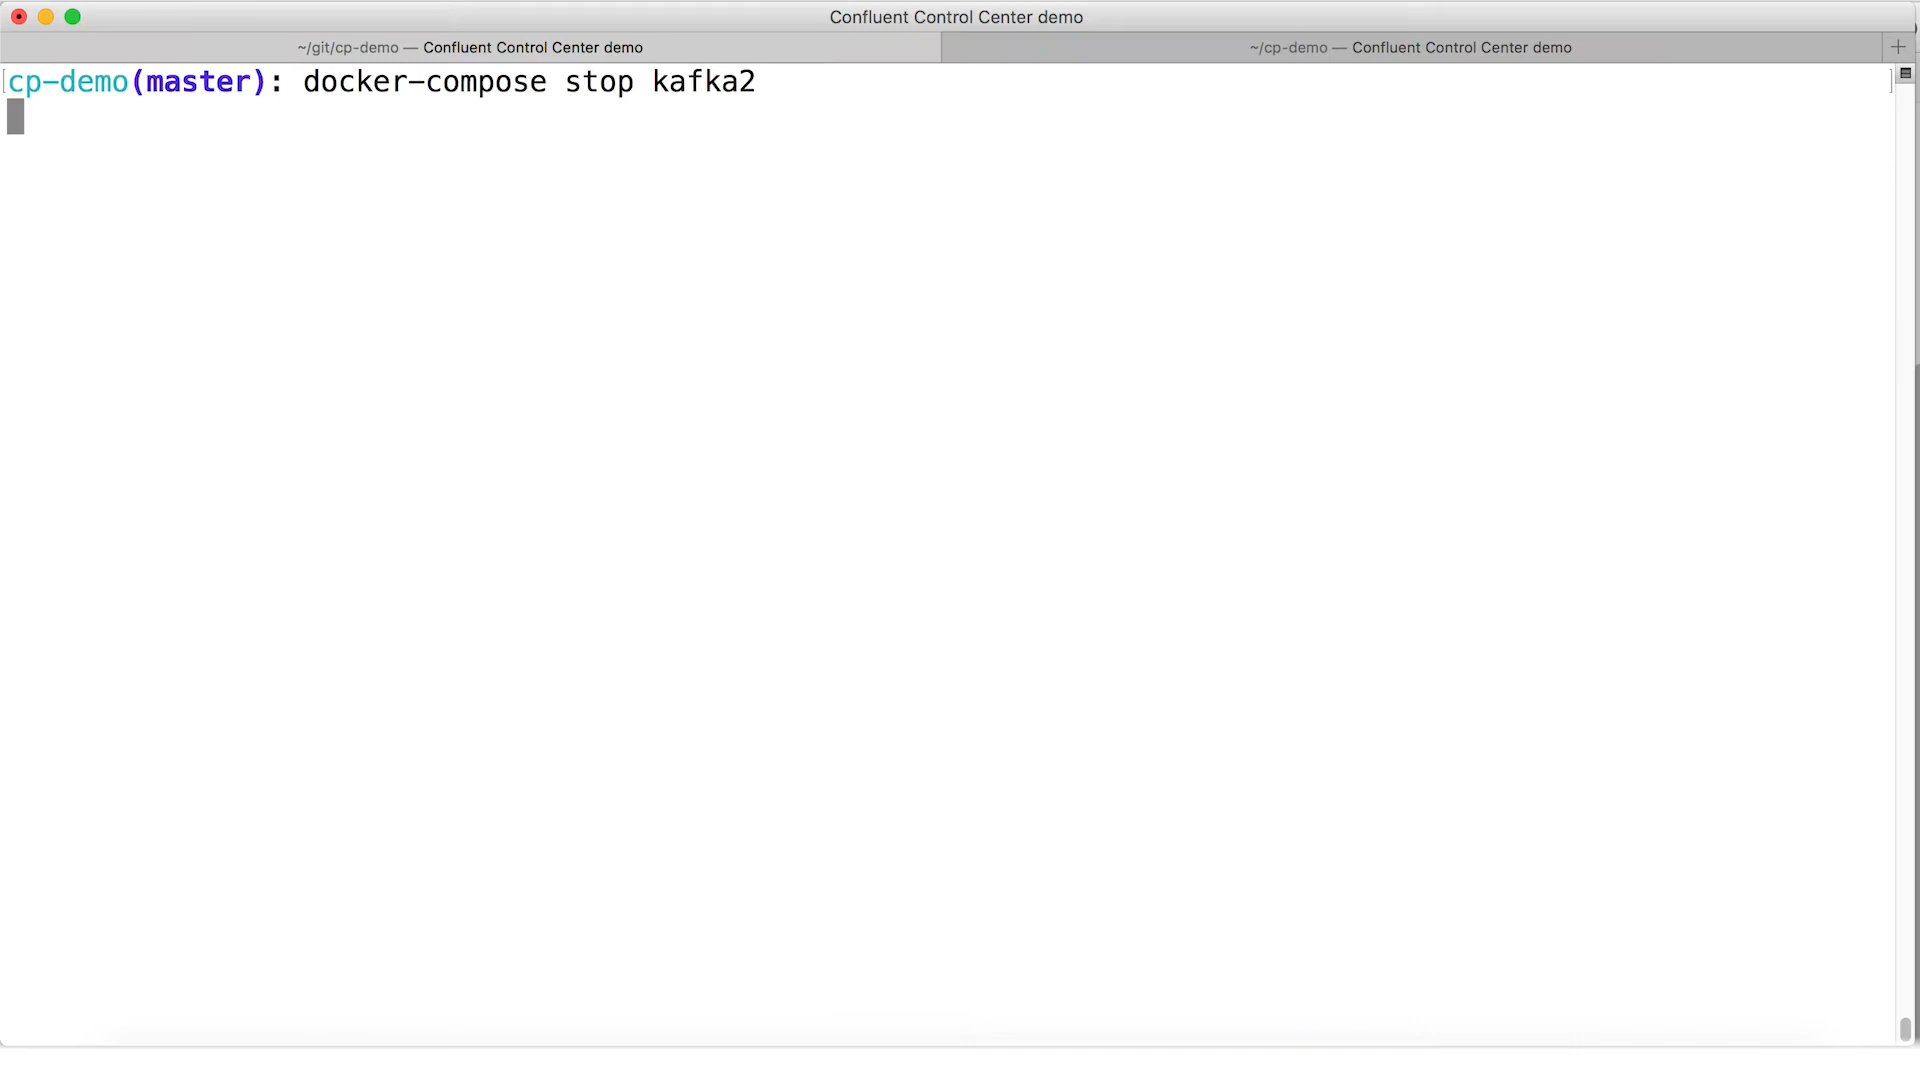 Confluent Control Center demo
~/git/cp-demo — Confluent Control Center demo
~/cp-demo — Confluent Control Center demo
cp-demo(master): docker-compose stop kafka2